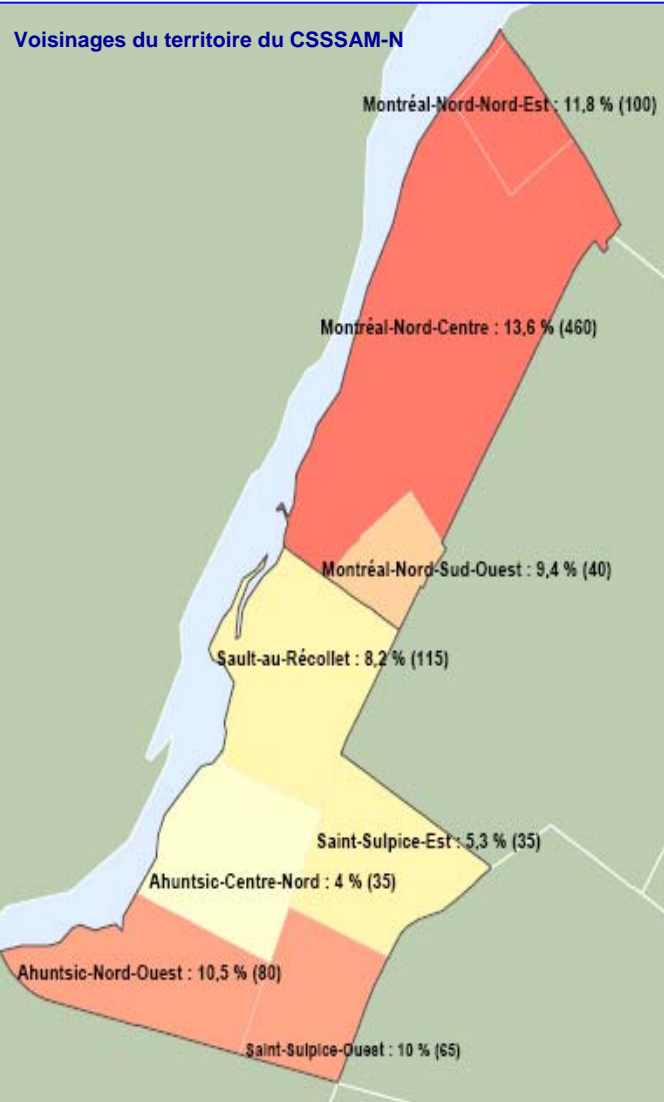 Voisinages du territoire du CSSSAM-N
Montréal-Nord-Nord-Est : 11,8 % (100)
Montréal-Nord-Centre : 13,6 % (460)
Montréal-Nord-Sud-Ouest : 9,4 % (40)
Sault-au-Récollet : 8,2 % (115)
Saint-Sulpice-Est : 5,3 % (35)
Ahuntsic-Centre-Nord : 4 % (35)
Ahuntsic-Nord-Ouest : 10,5 % (80)
Saint-Sulpice-Ouest : 10 % (65)